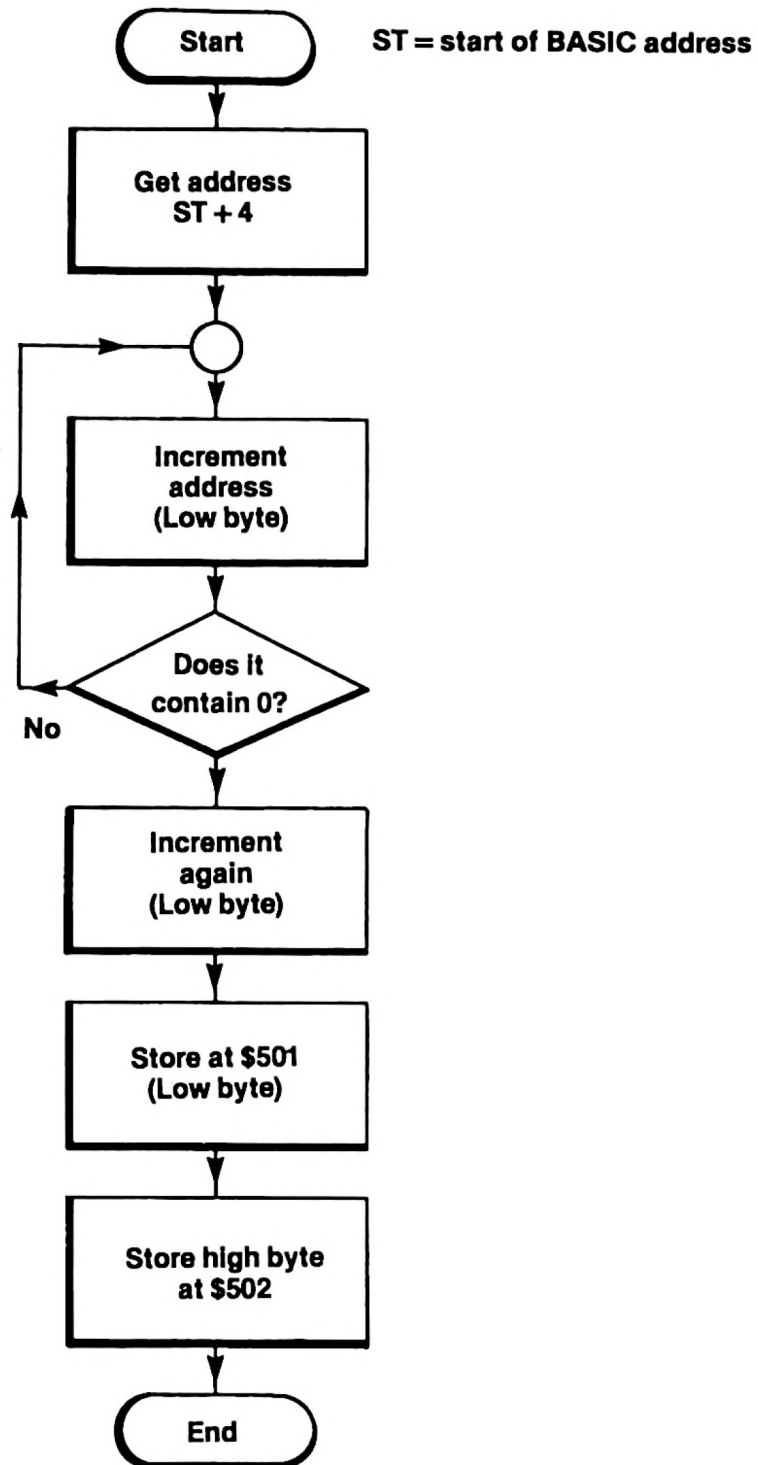 Start
ST = start of BASIC address
Get address
ST + 4
Increment
address
(Low byte)
Does it
contain 0?
No
Increment
again
(Low byte)
Store at $501
(Low byte)
Store high byte
at $502
End